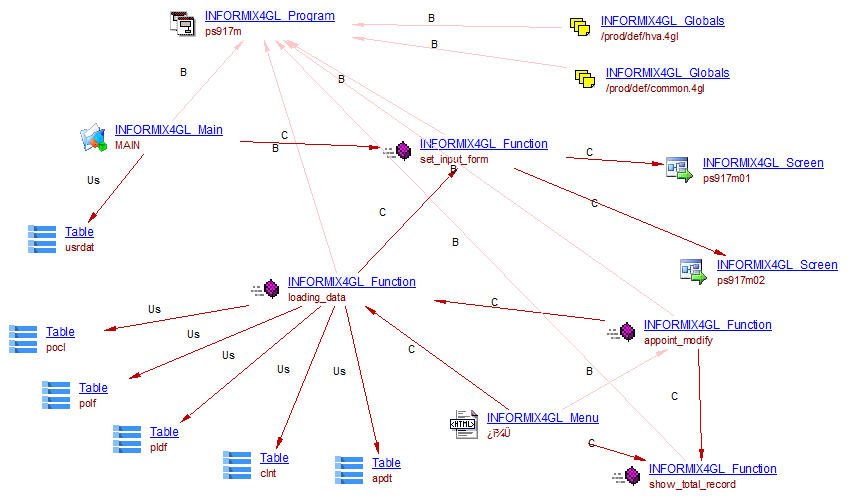 INFORMIX4GL_Program
ps917m
B
INFORMIX4GL_Globals
/prod/def/hva.4gl
B
INFORMIX4GL_Globals
/prod/def/common.4gl
B
B
INFORMIX4GL_Main
MAIN
C
B
INFORMIX4GL_Function
set_input_form
B
C
INFORMIX4GL_Screen
ps917m01
Us
C
C
Table
usrdat
B
INFORMIX4GL_Screen
ps917m02
INFORMIX4GL_Function
loading_data
C
Us
Us
Us
Us
Us
INFORMIX4GL_Function
appoint_modify
Table
pocl
C
B
Table
polf
C
INFORMIX4GL_Menu
¿ï¾Ü
Table
pldf
C
Table
clnt
Table
apdt
INFORMIX4GL_Function
show_total_record